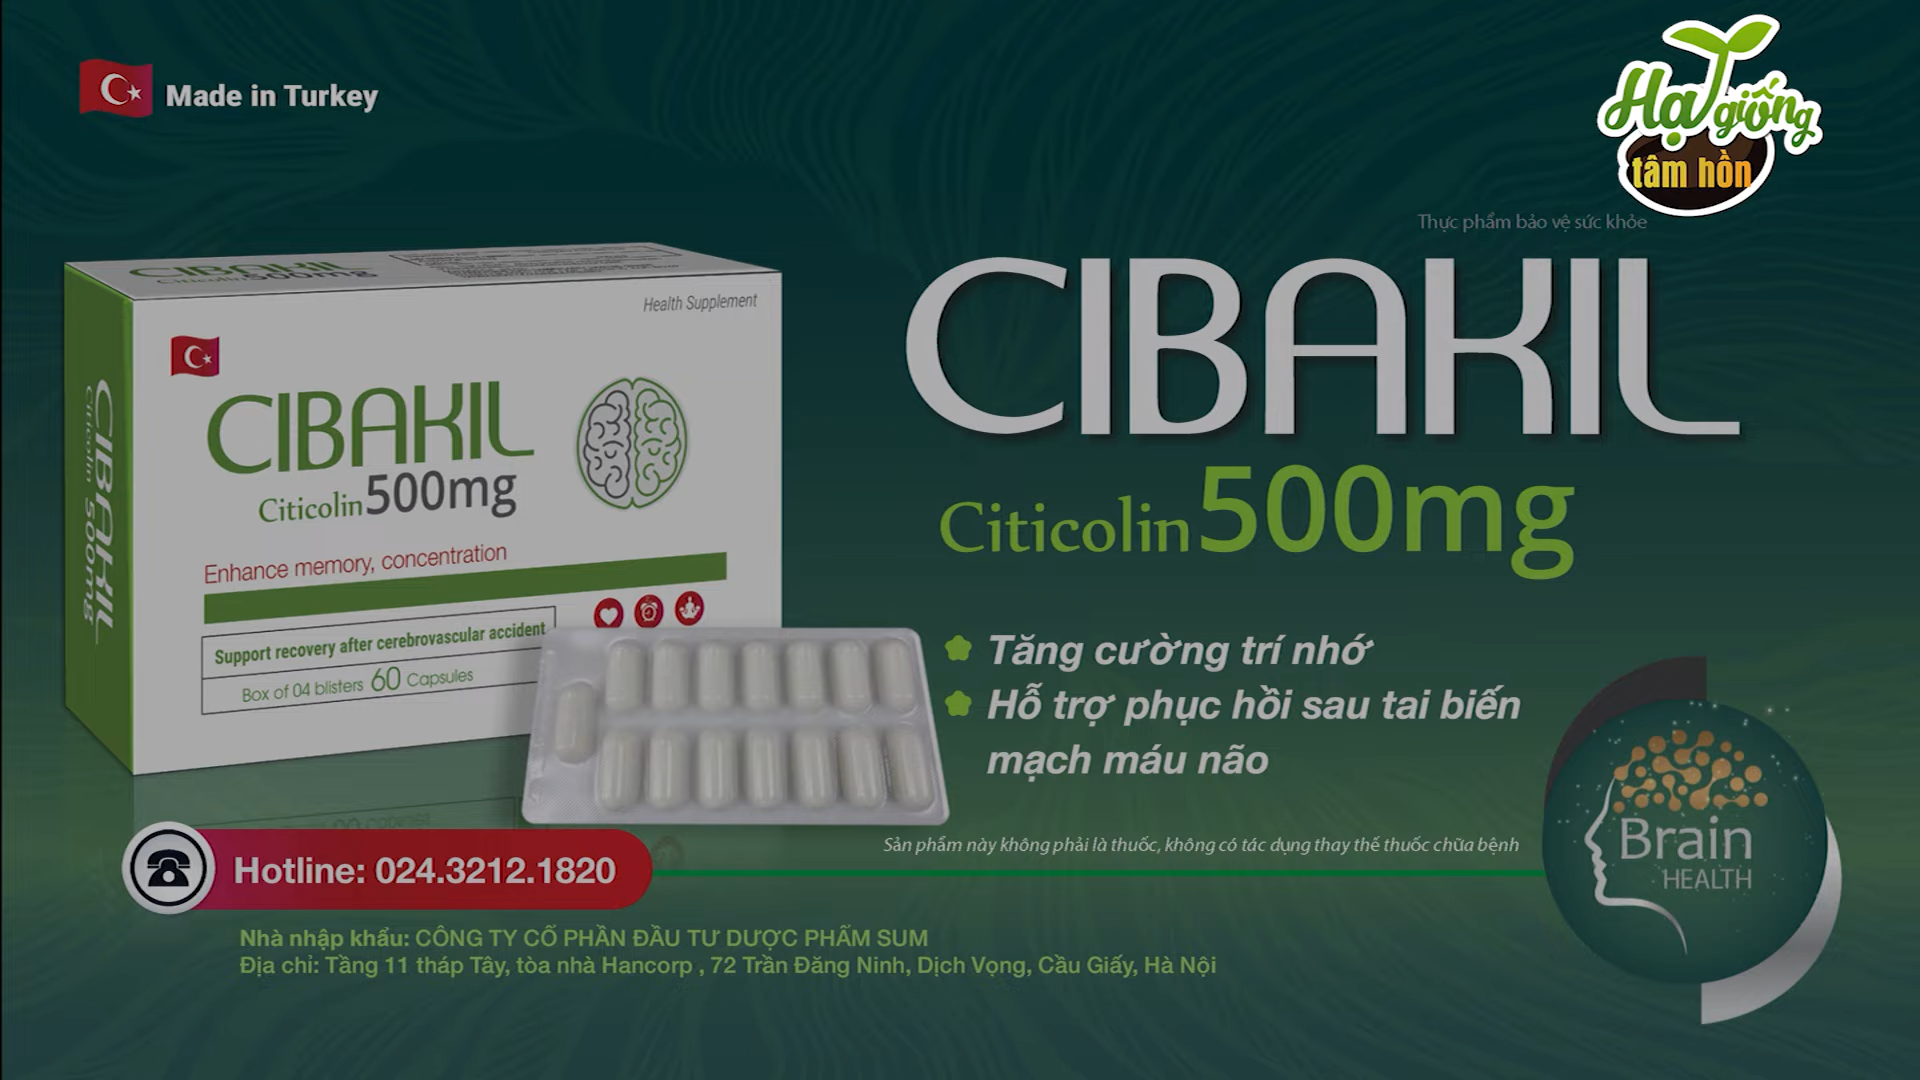 Made in Turkey
Hạt giống
tâm hồn
Thực phẩm bảo vệ sức khỏe
CIBAKIL
Citicolin 500mg
Tăng cường trí nhớ
Hỗ trợ phục hồi sau tai biến
mạch máu não
Sản phẩm này không phải là thuốc, không có tác dụng thay thế thuốc chữa bệnh
Brain
HEALTH
CIBAKIL
500mg
Health Supplement
CIBAKIL
Citicolin 500mg
Enhance memory, concentration
Support recovery after cerebrovascular accident
Box of 04 blisters 60 Capsules
CIBAKIL
Citicolin 500mg
Hotline: 024.3212.1820
Nhà nhập khẩu: CÔNG TY CỔ PHẦN ĐẦU TƯ DƯỢC PHẨM SUM
Địa chỉ: Tầng 11 tháp Tây, tòa nhà Hancorp , 72 Trần Đăng Ninh, Dịch Vọng, Cầu Giấy, Hà Nội